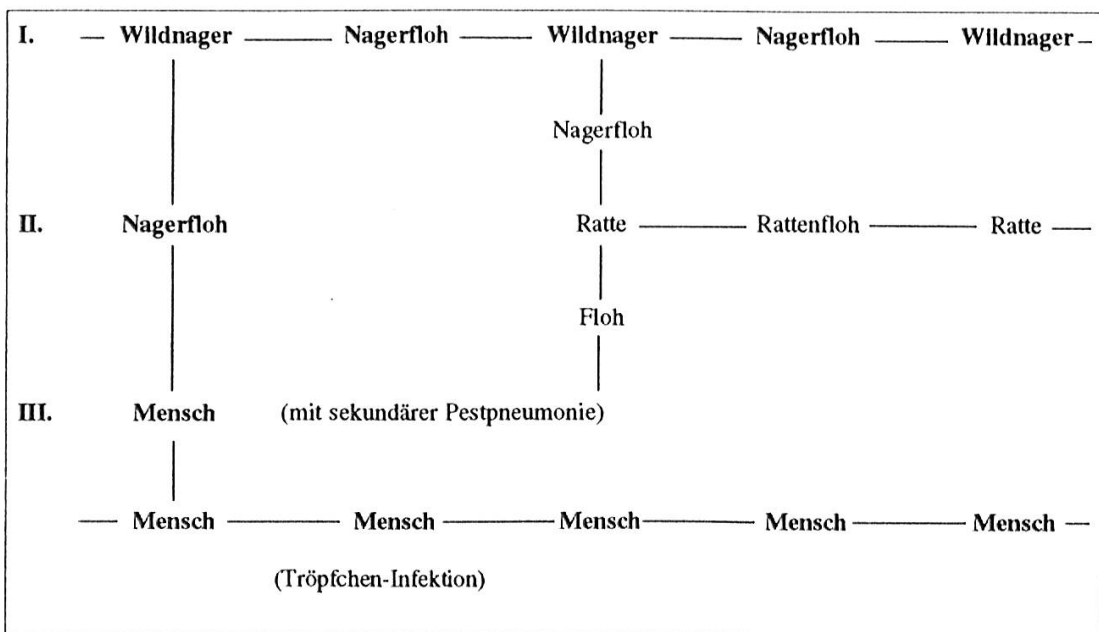 I. Wildnager Nagerfloh Wildnager Nagerfloh Wildnager
Nagerfloh
II. Nagerfloh Ratte Rattenfloh Ratte
Floh
III. Mensch (mit sekundärer Pestpneumonie)
Mensch Mensch Mensch Mensch Mensch
(Tröpfchen-Infektion)